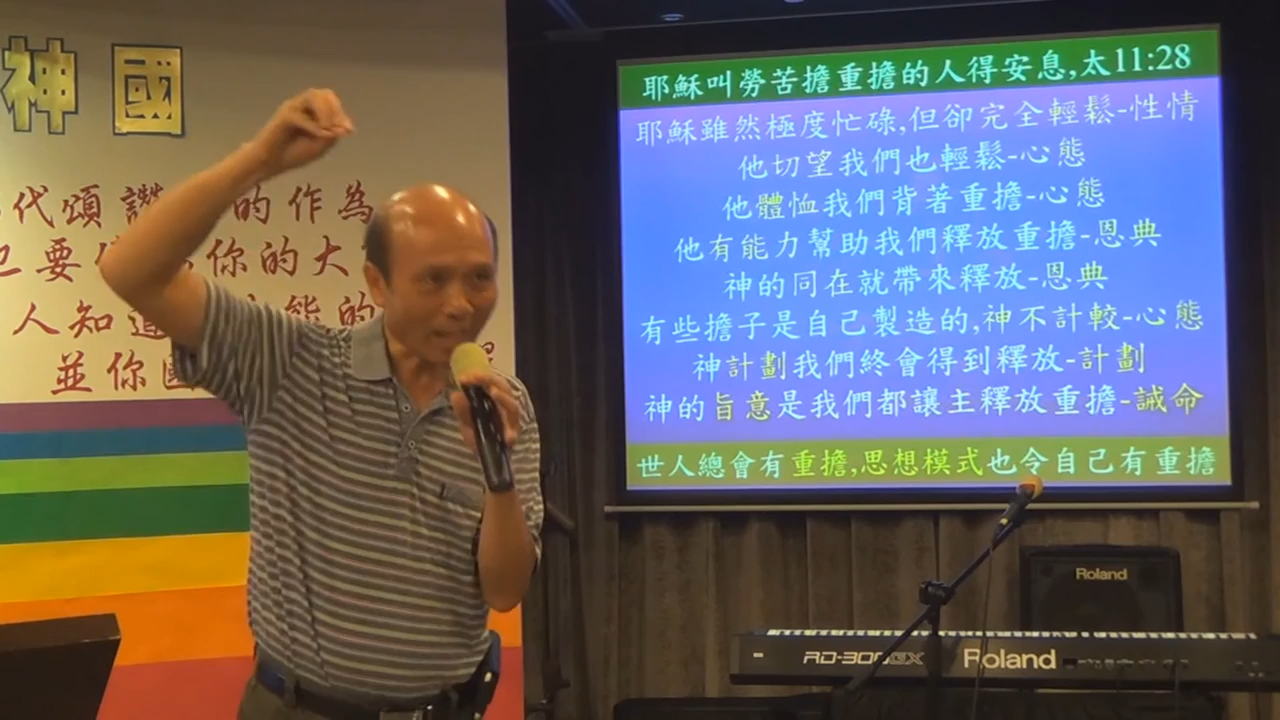 神國
代頌讚 的作為
也要 你的大
人知道 能的
並你國
耶穌叫勞苦擔重擔的人得安息,太11:28
耶穌雖然極度忙碌,但卻完全輕鬆-性情
他切望我們也輕鬆-心態
他體恤我們背著重擔-心態
他有能力幫助我們釋放重擔-恩典
神的同在就帶來釋放-恩典
有些擔子是自己製造的,神不計較-心態
神計劃我們終會得到釋放-計劃
神的旨意是我們都讓主釋放重擔-誡命
世人總會有重擔,思想模式也令自己有重擔
Roland
RD-300GX Roland